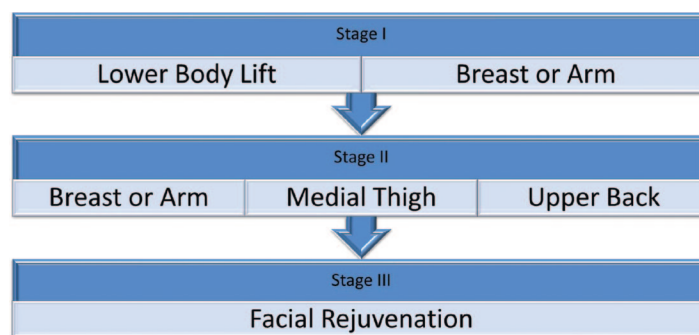 Stage I
Lower Body Lift Breast or Arm
Stage II
Breast or Arm Medial Thigh Upper Back
Stage III
Facial Rejuvenation